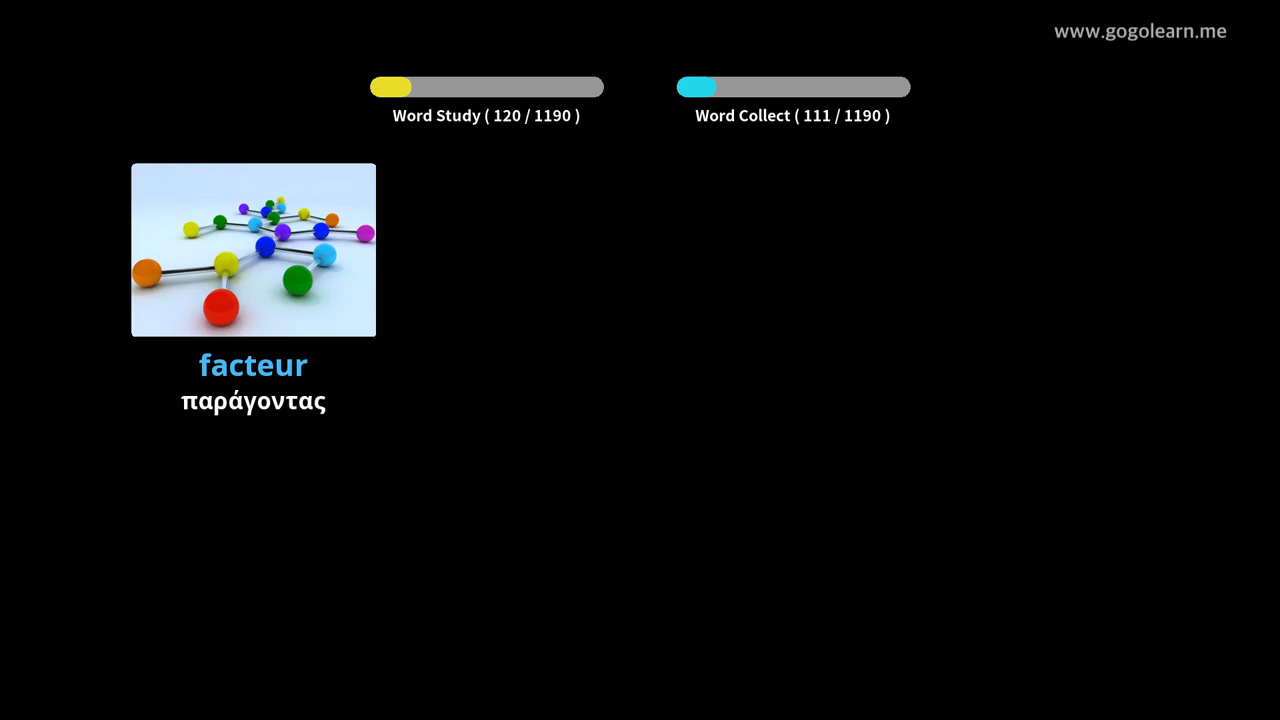 www.gogolearn.me
Word Study ( 120 / 1190 )
Word Collect ( 111 / 1190 )
facteur
παράγοντας